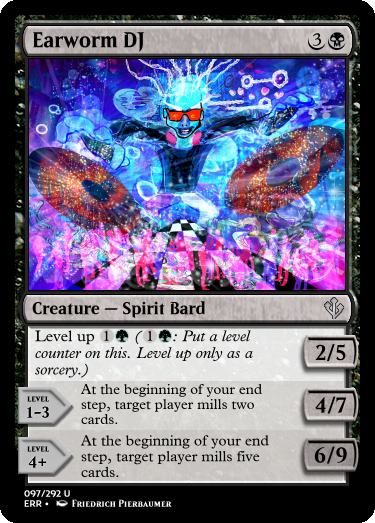 Earworm DJ 3
Creature — Spirit Bard
Level up 1 ( 1 : Put a level
counter on this. Level up only as a
sorcery.)
2/5
LEVEL
1-3
At the beginning of your end
step, target player mills two
cards.
4/7
LEVEL
4+
At the beginning of your end
step, target player mills five
cards.
6/9
097/292 U
ERR • Friedrich Pierbaumer